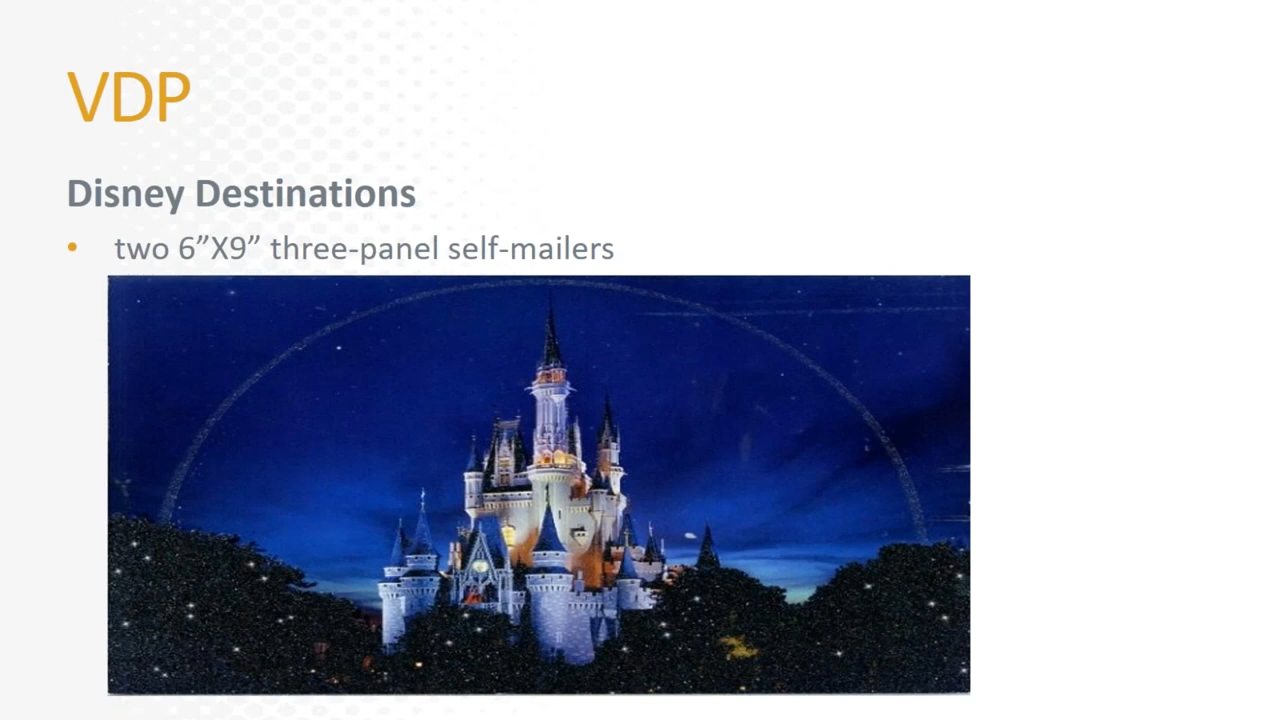 VDP
Disney Destinations
• two 6”X9” three-panel self-mailers